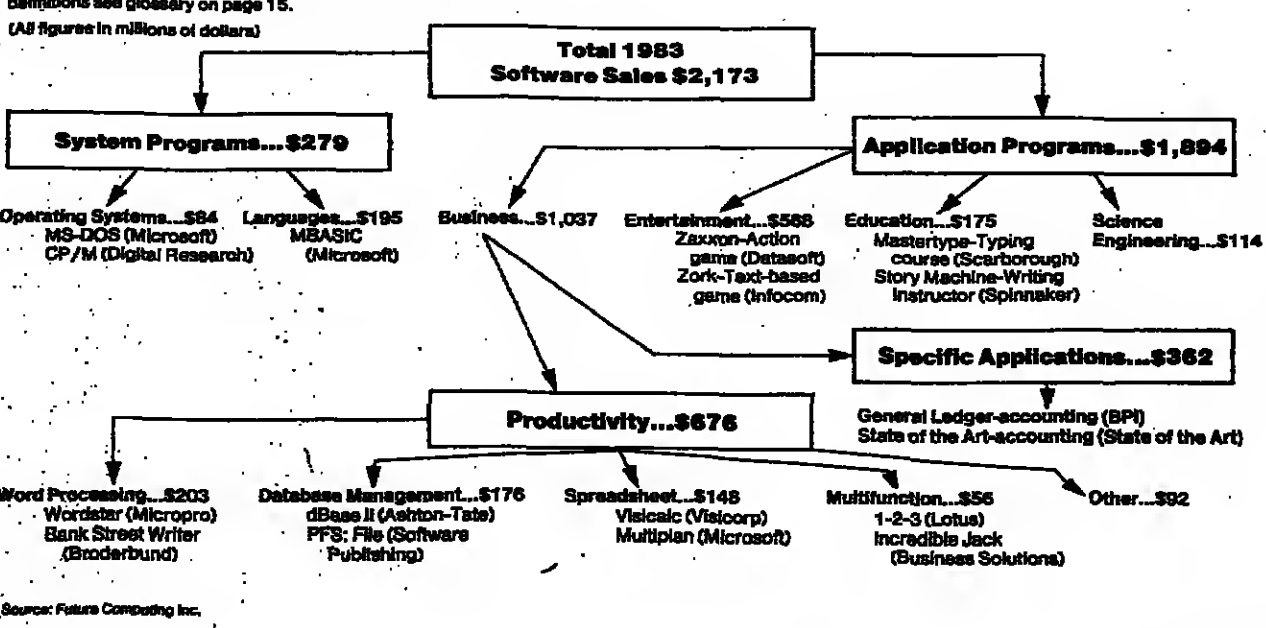 definitions see glossary on page 15.
(All figures in millions of dollars)
Total 1983
Software Sales $2,173
System Programs...$279
Application Programs...$1,894
Operating Systems...$84
MS-DOS (Microsoft)
CP/M (Digital Research)
Languages...$195
MBASIC
(Microsoft)
Business...$1,037
Entertainment...$568
Zaxxon-Action
game (Datasoft)
Zork-Text-based
game (Infocom)
Education...$175
Mastertype-Typing
course (Scarborough)
Story Machine-Writing
Instructor (Spinnaker)
Science
Engineering...$114
Specific Applications...$362
General Ledger-accounting (BPI)
State of the Art-accounting (State of the Art)
Productivity...$676
Word Processing...$203
Wordstar (Micropro)
Bank Street Writer
(Broderbund)
Database Management...$176
dBase II (Ashton-Tate)
PFS: File (Software
Publishing)
Spreadsheet...$148
Visicalc (Visicorp)
Multiplan (Microsoft)
Multifunction...$56
1-2-3 (Lotus)
Incredible Jack
(Business Solutions)
Other...$92
Source: Future Computing Inc.